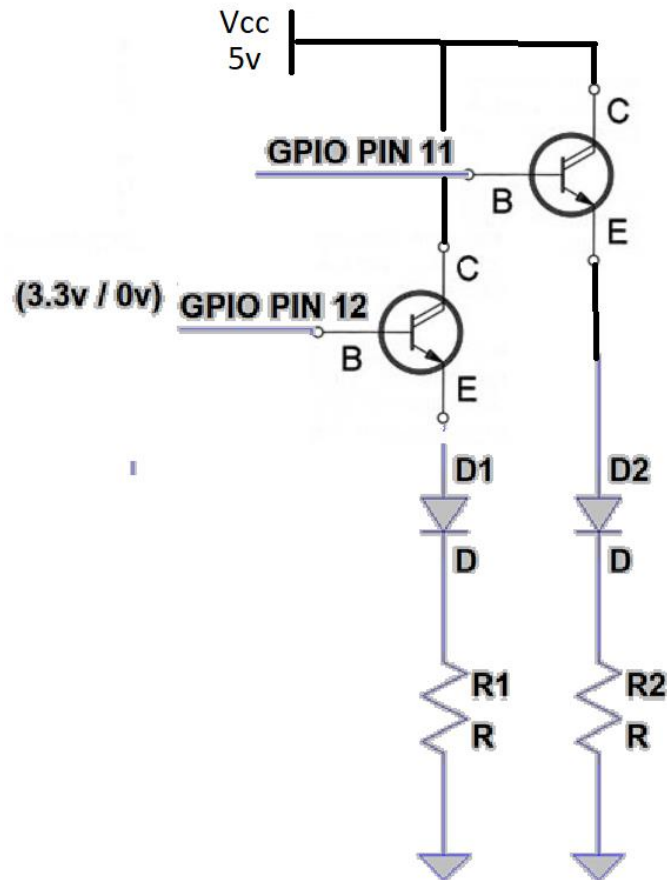 Vcc
5v
C
GPIO PIN 11
B
E
C
(3.3v / 0v) GPIO PIN 12
B
E
D1
D2
D
D
R1
R2
R
R